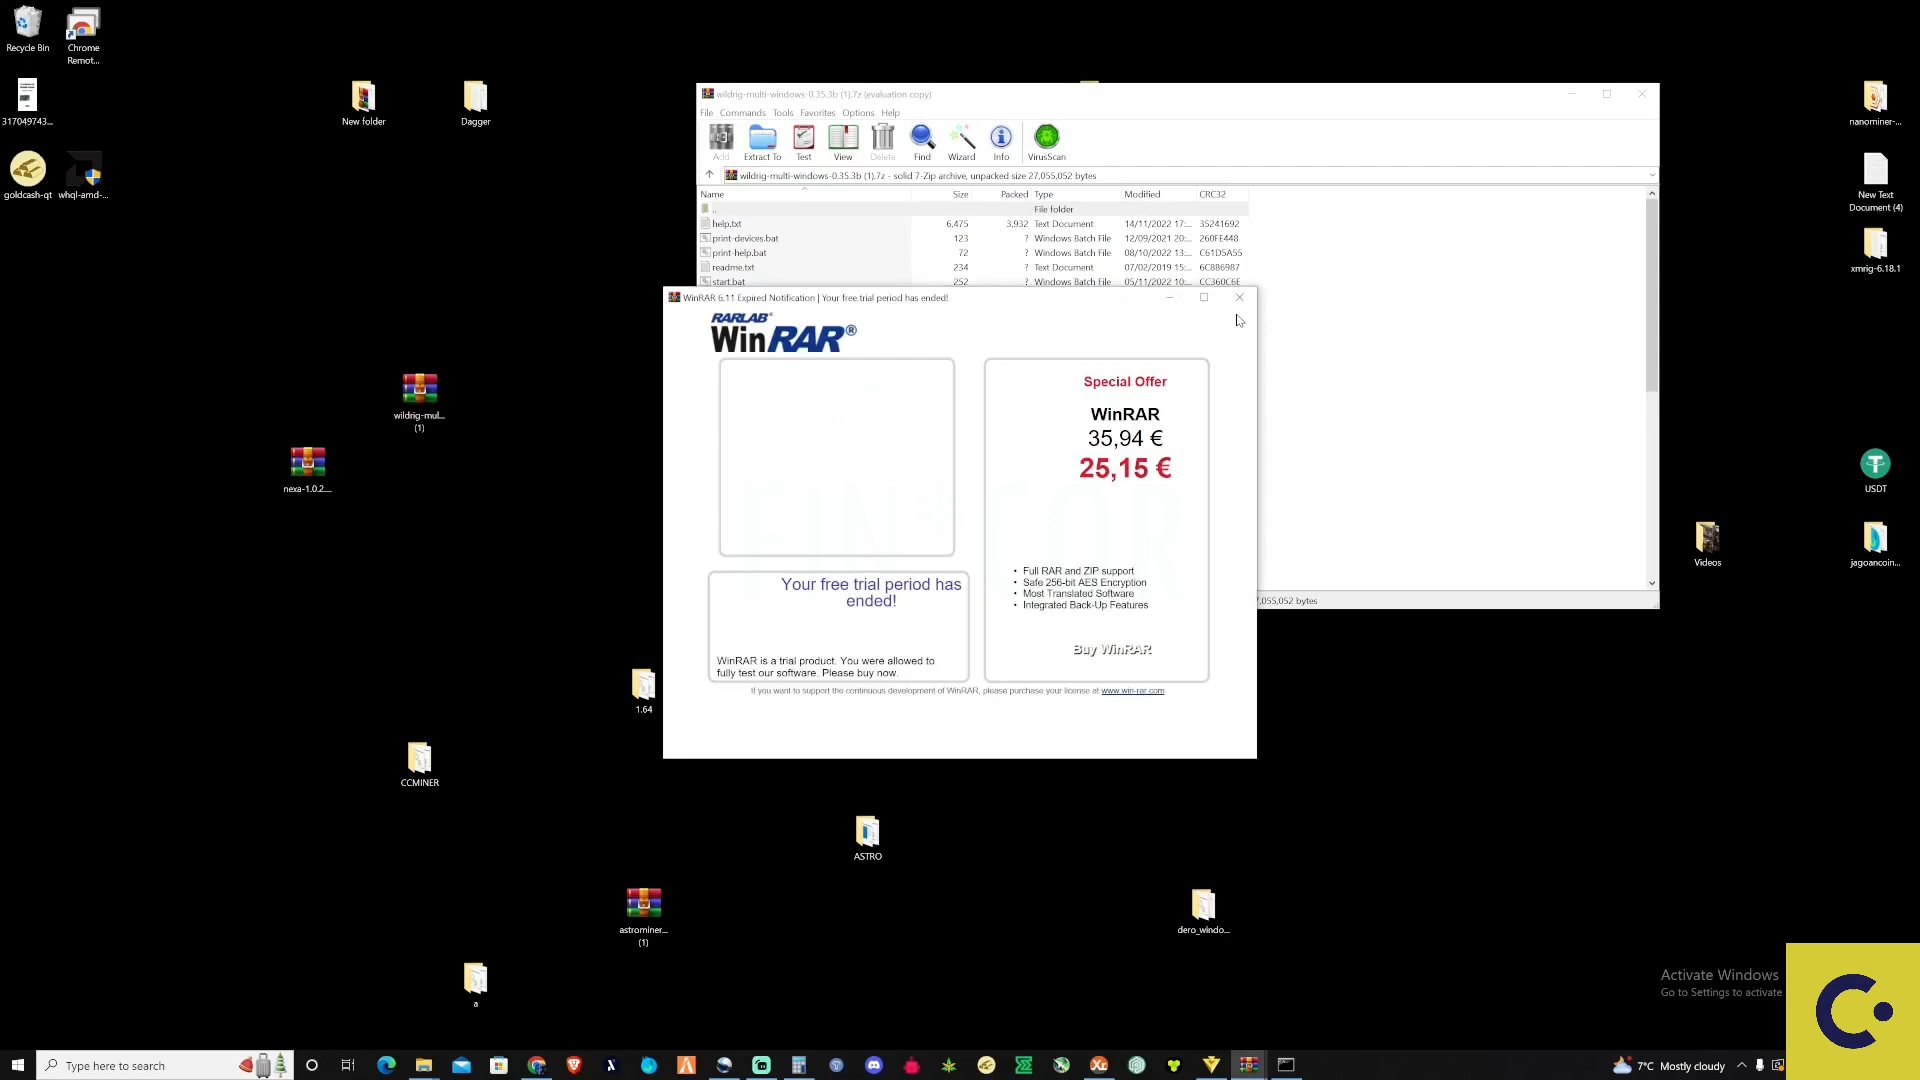 Recycle Bin
Chrome
Remot...
317049743...
goldcash-qt
whql-amd-...
New folder
Dagger
wildrig-mul...
(1)
nexa-1.0.2....
1.64
CCMINER
ASTRO
astrominer...
(1)
dero_windo...
a
nanominer-...
New Text
Document (4)
xmrig-6.18.1
USDT
Videos
jagoancoin...
wildrig-multi-windows-0.35.3b (1).7z (evaluation copy)
File Commands Tools Favorites Options Help
Add Extract To Test View Delete Find Wizard Info VirusScan
wildrig-multi-windows-0.35.3b (1).7z - solid 7-Zip archive, unpacked size 27,055,052 bytes
Name Size Packed Type Modified CRC32
.. File folder
help.txt 6,475 3,932 Text Document 14/11/2022 17:... 35241692
print-devices.bat 123 ? Windows Batch File 12/09/2021 20:... 260FE448
print-help.bat 72 ? Windows Batch File 08/10/2022 13:... C61D5A55
readme.txt 234 ? Text Document 07/02/2019 15:... 6C8B6987
start.bat 252 ? Windows Batch File 05/11/2022 10:... CC360C6E
7,055,052 bytes
WinRAR 6.11 Expired Notification | Your free trial period has ended!
RARLAB®
WinRAR®
Special Offer
WinRAR
35,94 €
25,15 €
• Full RAR and ZIP support
• Safe 256-bit AES Encryption
• Most Translated Software
• Integrated Back-Up Features
Buy WinRAR
Your free trial period has
ended!
WinRAR is a trial product. You were allowed to
fully test our software. Please buy now.
If you want to support the continuous development of WinRAR, please purchase your license at www.win-rar.com
Activate Windows
Go to Settings to activate
Type here to search
7°C Mostly cloudy